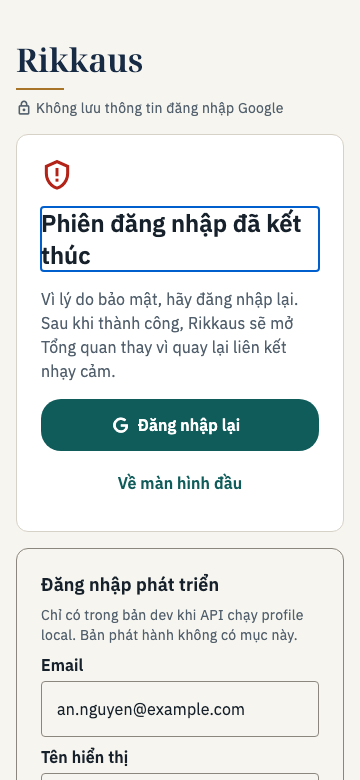 Rikkaus
Không lưu thông tin đăng nhập Google
Phiên đăng nhập đã kết
thúc
Vì lý do bảo mật, hãy đăng nhập lại.
Sau khi thành công, Rikkaus sẽ mở
Tổng quan thay vì quay lại liên kết
nhạy cảm.
Đăng nhập lại
Về màn hình đầu
Đăng nhập phát triển
Chỉ có trong bản dev khi API chạy profile
local. Bản phát hành không có mục này.
Email
an.nguyen@example.com
Tên hiển thị